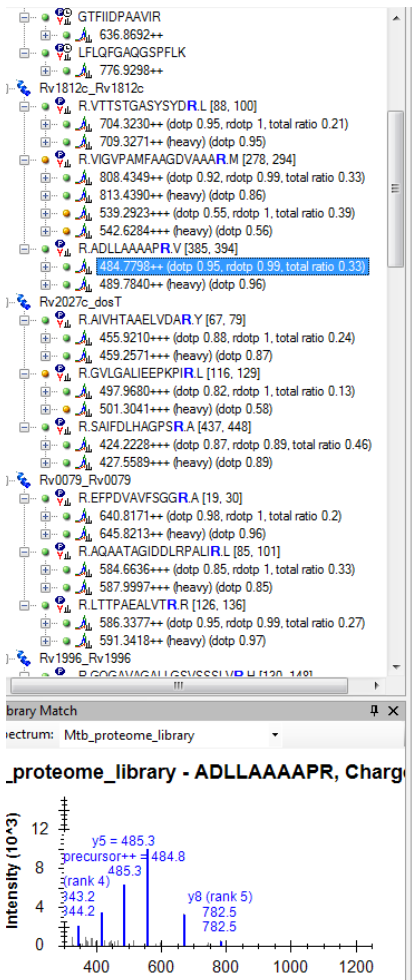 GTFIIDPAAVIR
636.8692++
LFLQFGAQGSPFLK
776.9298++
Rv1812c_Rv1812c
R.VTTSTGASYSYDR.L [88, 100]
704.3230++ (dotp 0.95, rdotp 1, total ratio 0.21)
709.3271++ (heavy) (dotp 0.95)
R.VIGVPAMFAAGDVAAAR.M [278, 294]
808.4349++ (dotp 0.92, rdotp 0.99, total ratio 0.33)
813.4390++ (heavy) (dotp 0.86)
539.2923+++ (dotp 0.55, rdotp 1, total ratio 0.39)
542.6284+++ (heavy) (dotp 0.56)
R.ADLLAAAAPR.V [385, 394]
484.7798++ (dotp 0.95, rdotp 0.99, total ratio 0.33)
489.7840++ (heavy) (dotp 0.96)
Rv2027c_dosT
R.AIVHTAAELVDAR.Y [67, 79]
455.9210+++ (dotp 0.88, rdotp 1, total ratio 0.24)
459.2571+++ (heavy) (dotp 0.87)
R.GVLGALIEEPKPIR.L [116, 129]
497.9680+++ (dotp 0.82, rdotp 1, total ratio 0.13)
501.3041+++ (heavy) (dotp 0.58)
R.SAIFDLHAGPSR.A [437, 448]
424.2228+++ (dotp 0.87, rdotp 0.89, total ratio 0.46)
427.5589+++ (heavy) (dotp 0.89)
Rv0079_Rv0079
R.EFPDVAVFSGGR.A [19, 30]
640.8171++ (dotp 0.98, rdotp 1, total ratio 0.2)
645.8213++ (heavy) (dotp 0.96)
R.AQAATAGIDDLRPALIR.L [85, 101]
584.6636+++ (dotp 0.85, rdotp 1, total ratio 0.33)
587.9997+++ (heavy) (dotp 0.85)
R.LTTPAEALVTR.R [126, 136]
586.3377++ (dotp 0.95, rdotp 0.99, total ratio 0.27)
591.3418++ (heavy) (dotp 0.97)
Rv1996_Rv1996
R.GQGAVAGALLGSVSSSLVR.H [130, 148]
brary Match
ectrum: Mtb_proteome_library
_proteome_library - ADLLAAAAPR, Charg
Intensity (10^3)
12
8
4
0
y5 = 485.3
precursor++ = 484.8
485.3
(rank 4)
343.2
344.2
y8 (rank 5)
782.5
782.5
400 600 800 1000 1200